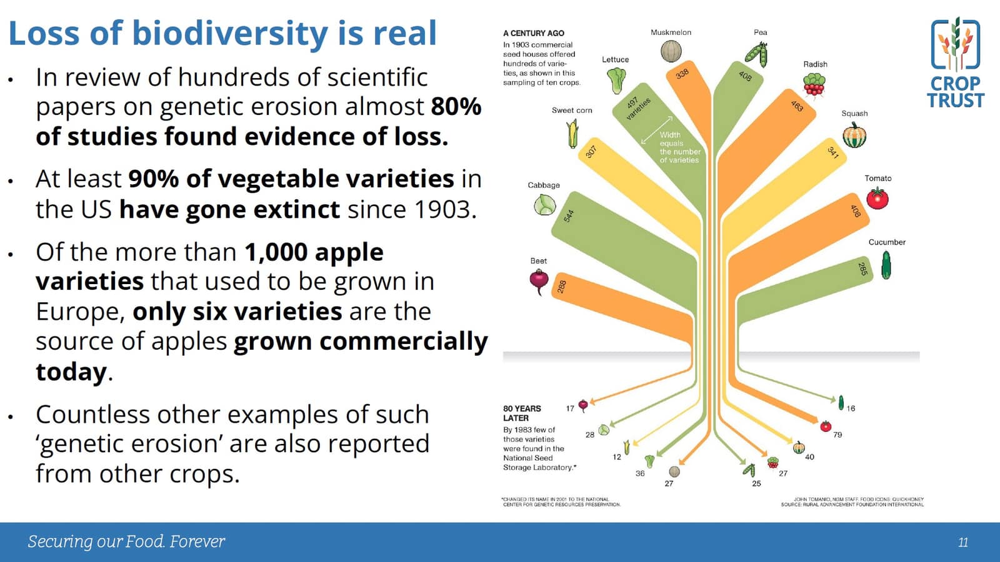 Loss of biodiversity is real
• In review of hundreds of scientific
papers on genetic erosion almost 80%
of studies found evidence of loss.
• At least 90% of vegetable varieties in
the US have gone extinct since 1903.
• Of the more than 1,000 apple
varieties that used to be grown in
Europe, only six varieties are the
source of apples grown commercially
today.
• Countless other examples of such
‘genetic erosion’ are also reported
from other crops.
A CENTURY AGO
In 1903 commercial
seed houses offered
hundreds of varie-
ties, as shown in this
sampling of ten crops.
Beet
288
Cabbage
544
Sweet corn
307
Lettuce
497
varieties
Width
equals
the number
of varieties
Muskmelon
338
Pea
408
Radish
463
Squash
341
Tomato
408
Cucumber
285
80 YEARS
LATER
By 1983 few of
those varieties
were found in the
National Seed
Storage Laboratory.*
17
28
12
36
27
25
27
40
79
16
*CHANGED ITS NAME IN 2001 TO THE NATIONAL
CENTER FOR GENETIC RESOURCES PRESERVATION.
JOHN TOMANIO, NGM STAFF. FOOD ICONS: QUICKHONEY
SOURCE: RURAL ADVANCEMENT FOUNDATION INTERNATIONAL
CROP
TRUST
Securing our Food. Forever
11